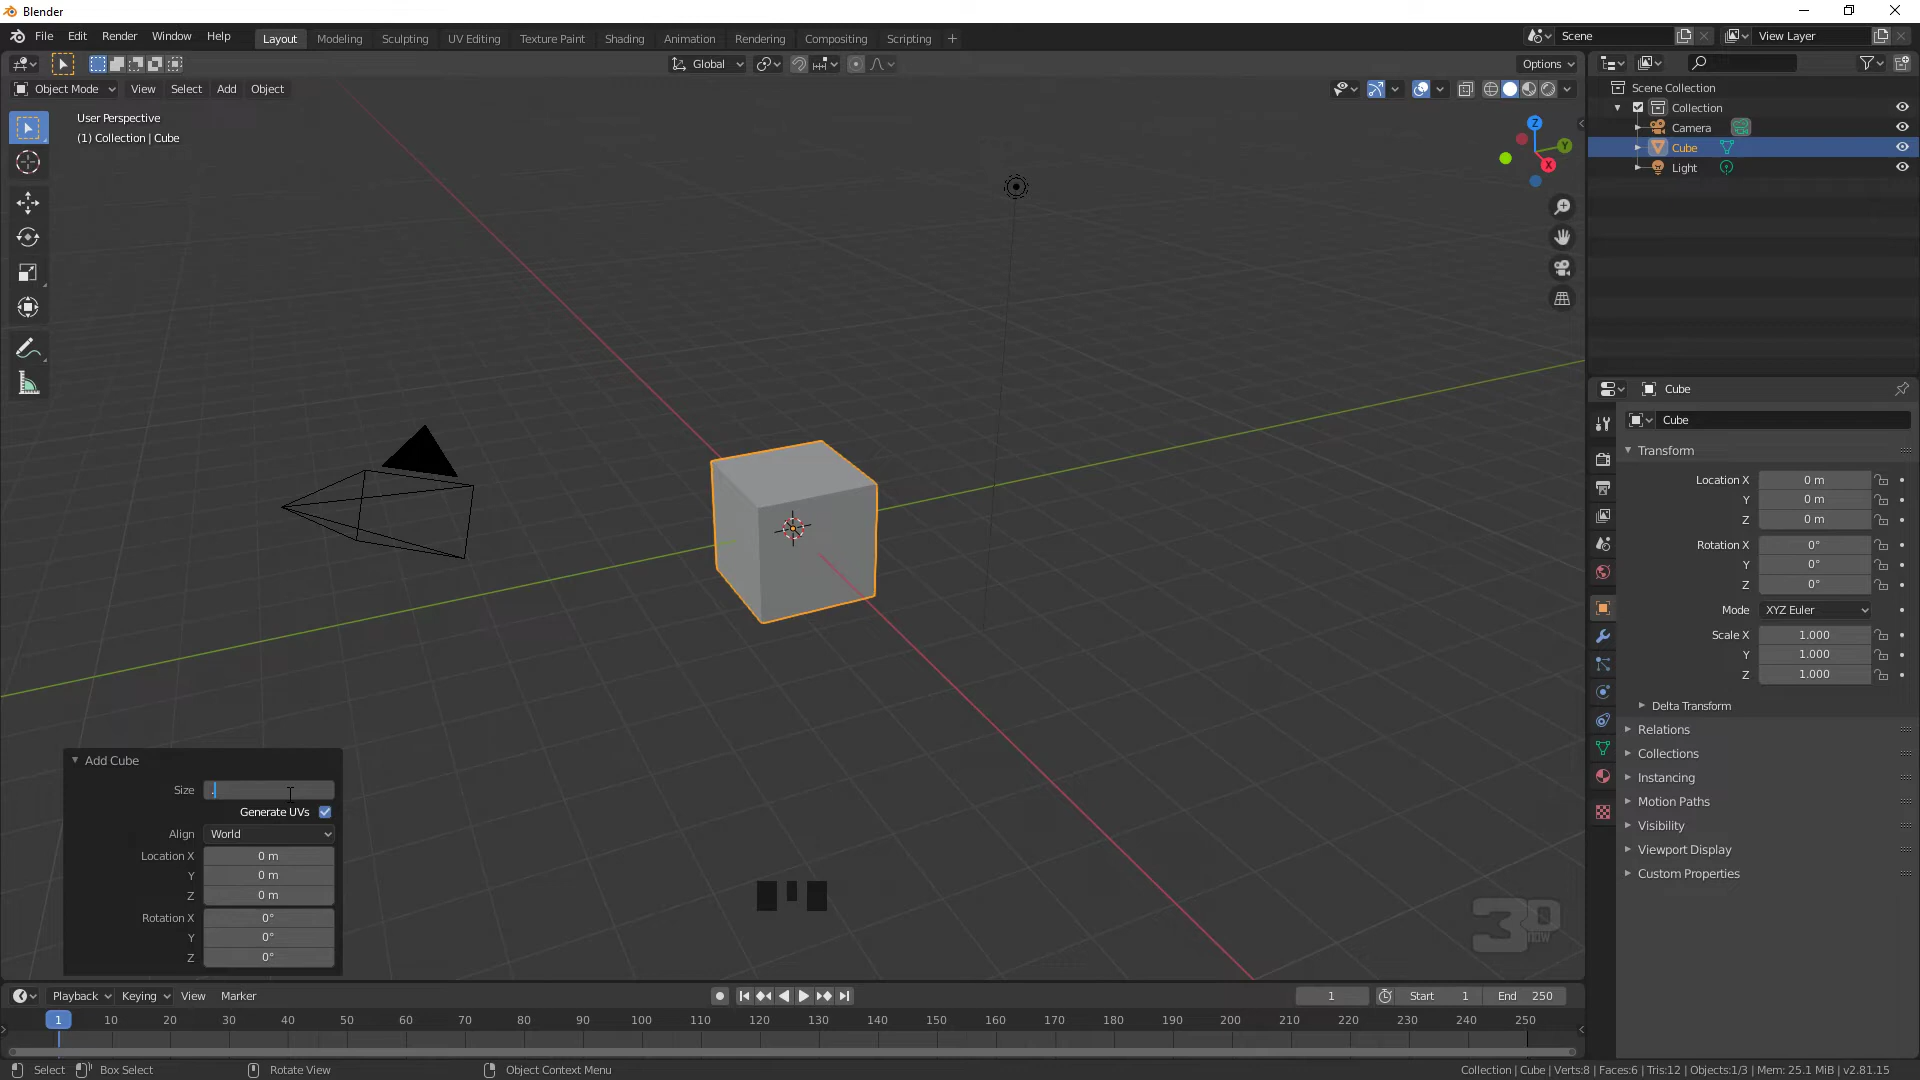 Blender
File Edit Render Window Help Layout Modeling Sculpting UV Editing Texture Paint Shading Animation Rendering Compositing Scripting + Scene View Layer
Global Options
Object Mode View Select Add Object
User Perspective
(1) Collection | Cube
Z
Y
X
Scene Collection
Collection
Camera
Cube
Light
Cube
Cube
Transform
Location X 0 m
Y 0 m
Z 0 m
Rotation X 0°
Y 0°
Z 0°
Mode XYZ Euler
Scale X 1.000
Y 1.000
Z 1.000
Delta Transform
Relations
Collections
Instancing
Motion Paths
Visibility
Viewport Display
Custom Properties
Add Cube
Size .
Generate UVs
Align World
Location X 0 m
Y 0 m
Z 0 m
Rotation X 0°
Y 0°
Z 0°
3D
now
Playback Keying View Marker 1 Start 1 End 250
1 10 20 30 40 50 60 70 80 90 100 110 120 130 140 150 160 170 180 190 200 210 220 230 240 250
Select Box Select Rotate View Object Context Menu Collection | Cube | Verts:8 | Faces:6 | Tris:12 | Objects:1/3 | Mem: 25.1 MiB | v2.81.15